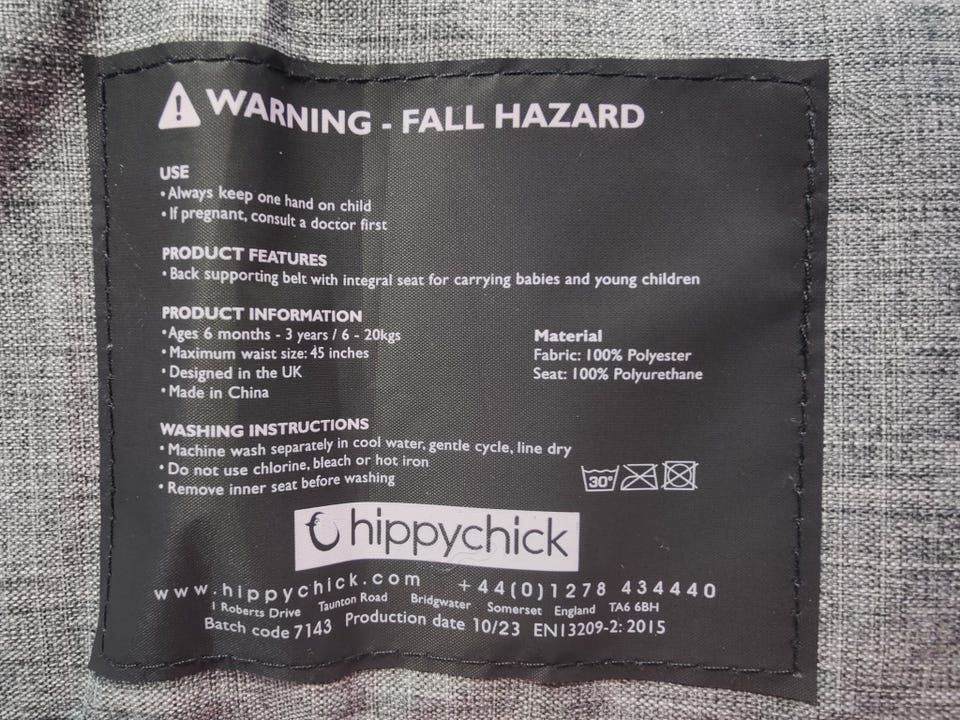 WARNING - FALL HAZARD
USE
• Always keep one hand on child
• If pregnant, consult a doctor first
PRODUCT FEATURES
• Back supporting belt with integral seat for carrying babies and young children
PRODUCT INFORMATION
• Ages 6 months - 3 years / 6 - 20kgs
• Maximum waist size: 45 inches
• Designed in the UK
• Made in China
Material
Fabric: 100% Polyester
Seat: 100% Polyurethane
WASHING INSTRUCTIONS
• Machine wash separately in cool water, gentle cycle, line dry
• Do not use chlorine, bleach or hot iron
• Remove inner seat before washing
30°
hippychick
www.hippychick.com +44(0)1278 434440
1 Roberts Drive Taunton Road Bridgwater Somerset England TA6 6BH
Batch code 7143 Production date 10/23 EN13209-2: 2015